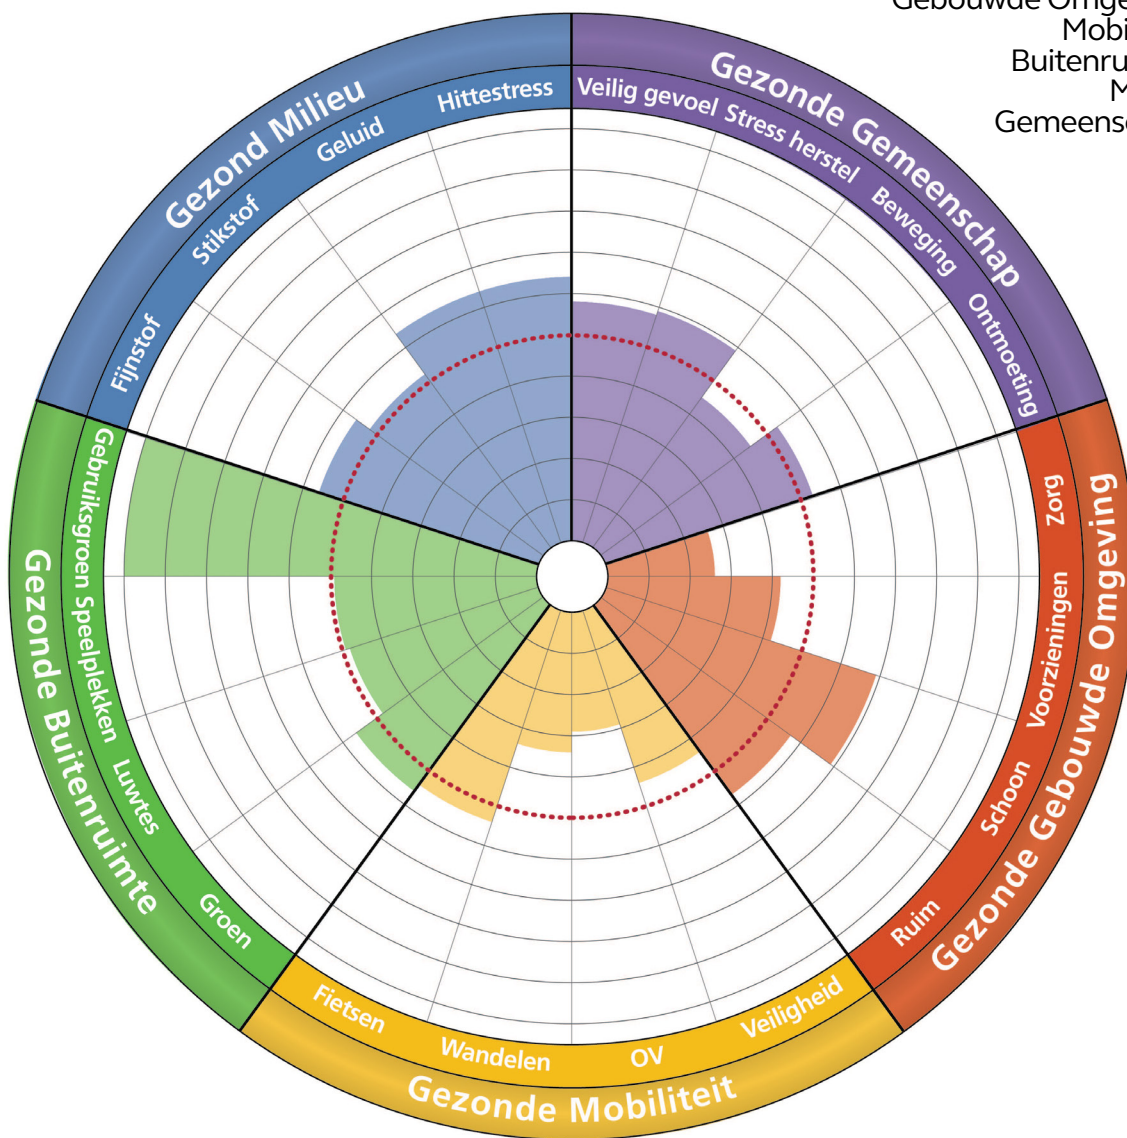 Mobi
Buitenru
M
Gezonde Gemeenschap
Veilig gevoel
Stress herstel
Beweging
Ontmoeting
Gezonde Gebouwde Omgeving
Zorg
Voorzieningen
Schoon
Ruim
Gezonde Mobiliteit
Veiligheid
OV
Wandelen
Fietsen
Gezonde Buitenruimte
Groen
Luwtes
Speelplekken
Gebruiksgroen
Gezond Milieu
Fijnstof
Stikstof
Geluid
Hittestress